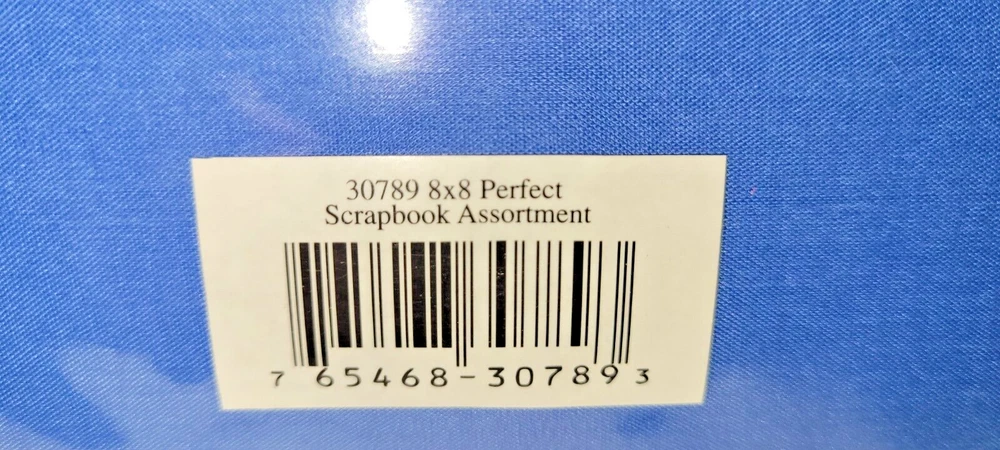 30789 8x8 Perfect
Scrapbook Assortment
7 65468-30789 3